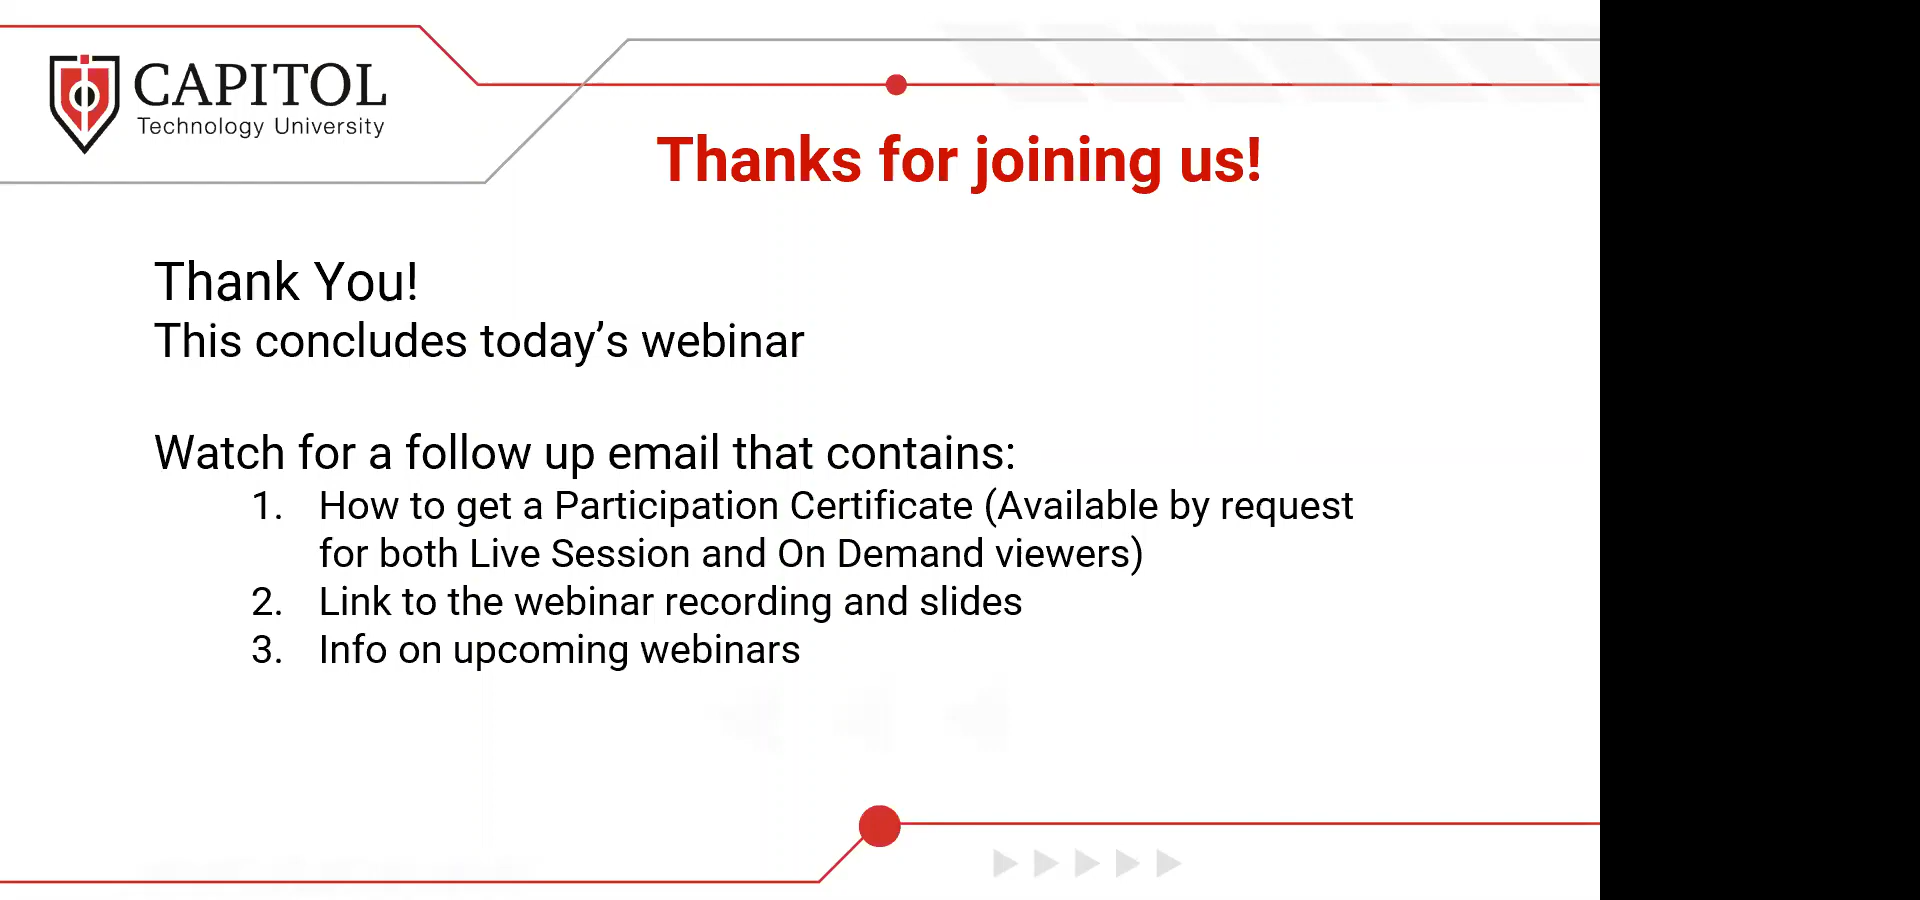 CAPITOL
Technology University
Thanks for joining us!
Thank You!
This concludes today’s webinar
Watch for a follow up email that contains:
1. How to get a Participation Certificate (Available by request
for both Live Session and On Demand viewers)
2. Link to the webinar recording and slides
3. Info on upcoming webinars